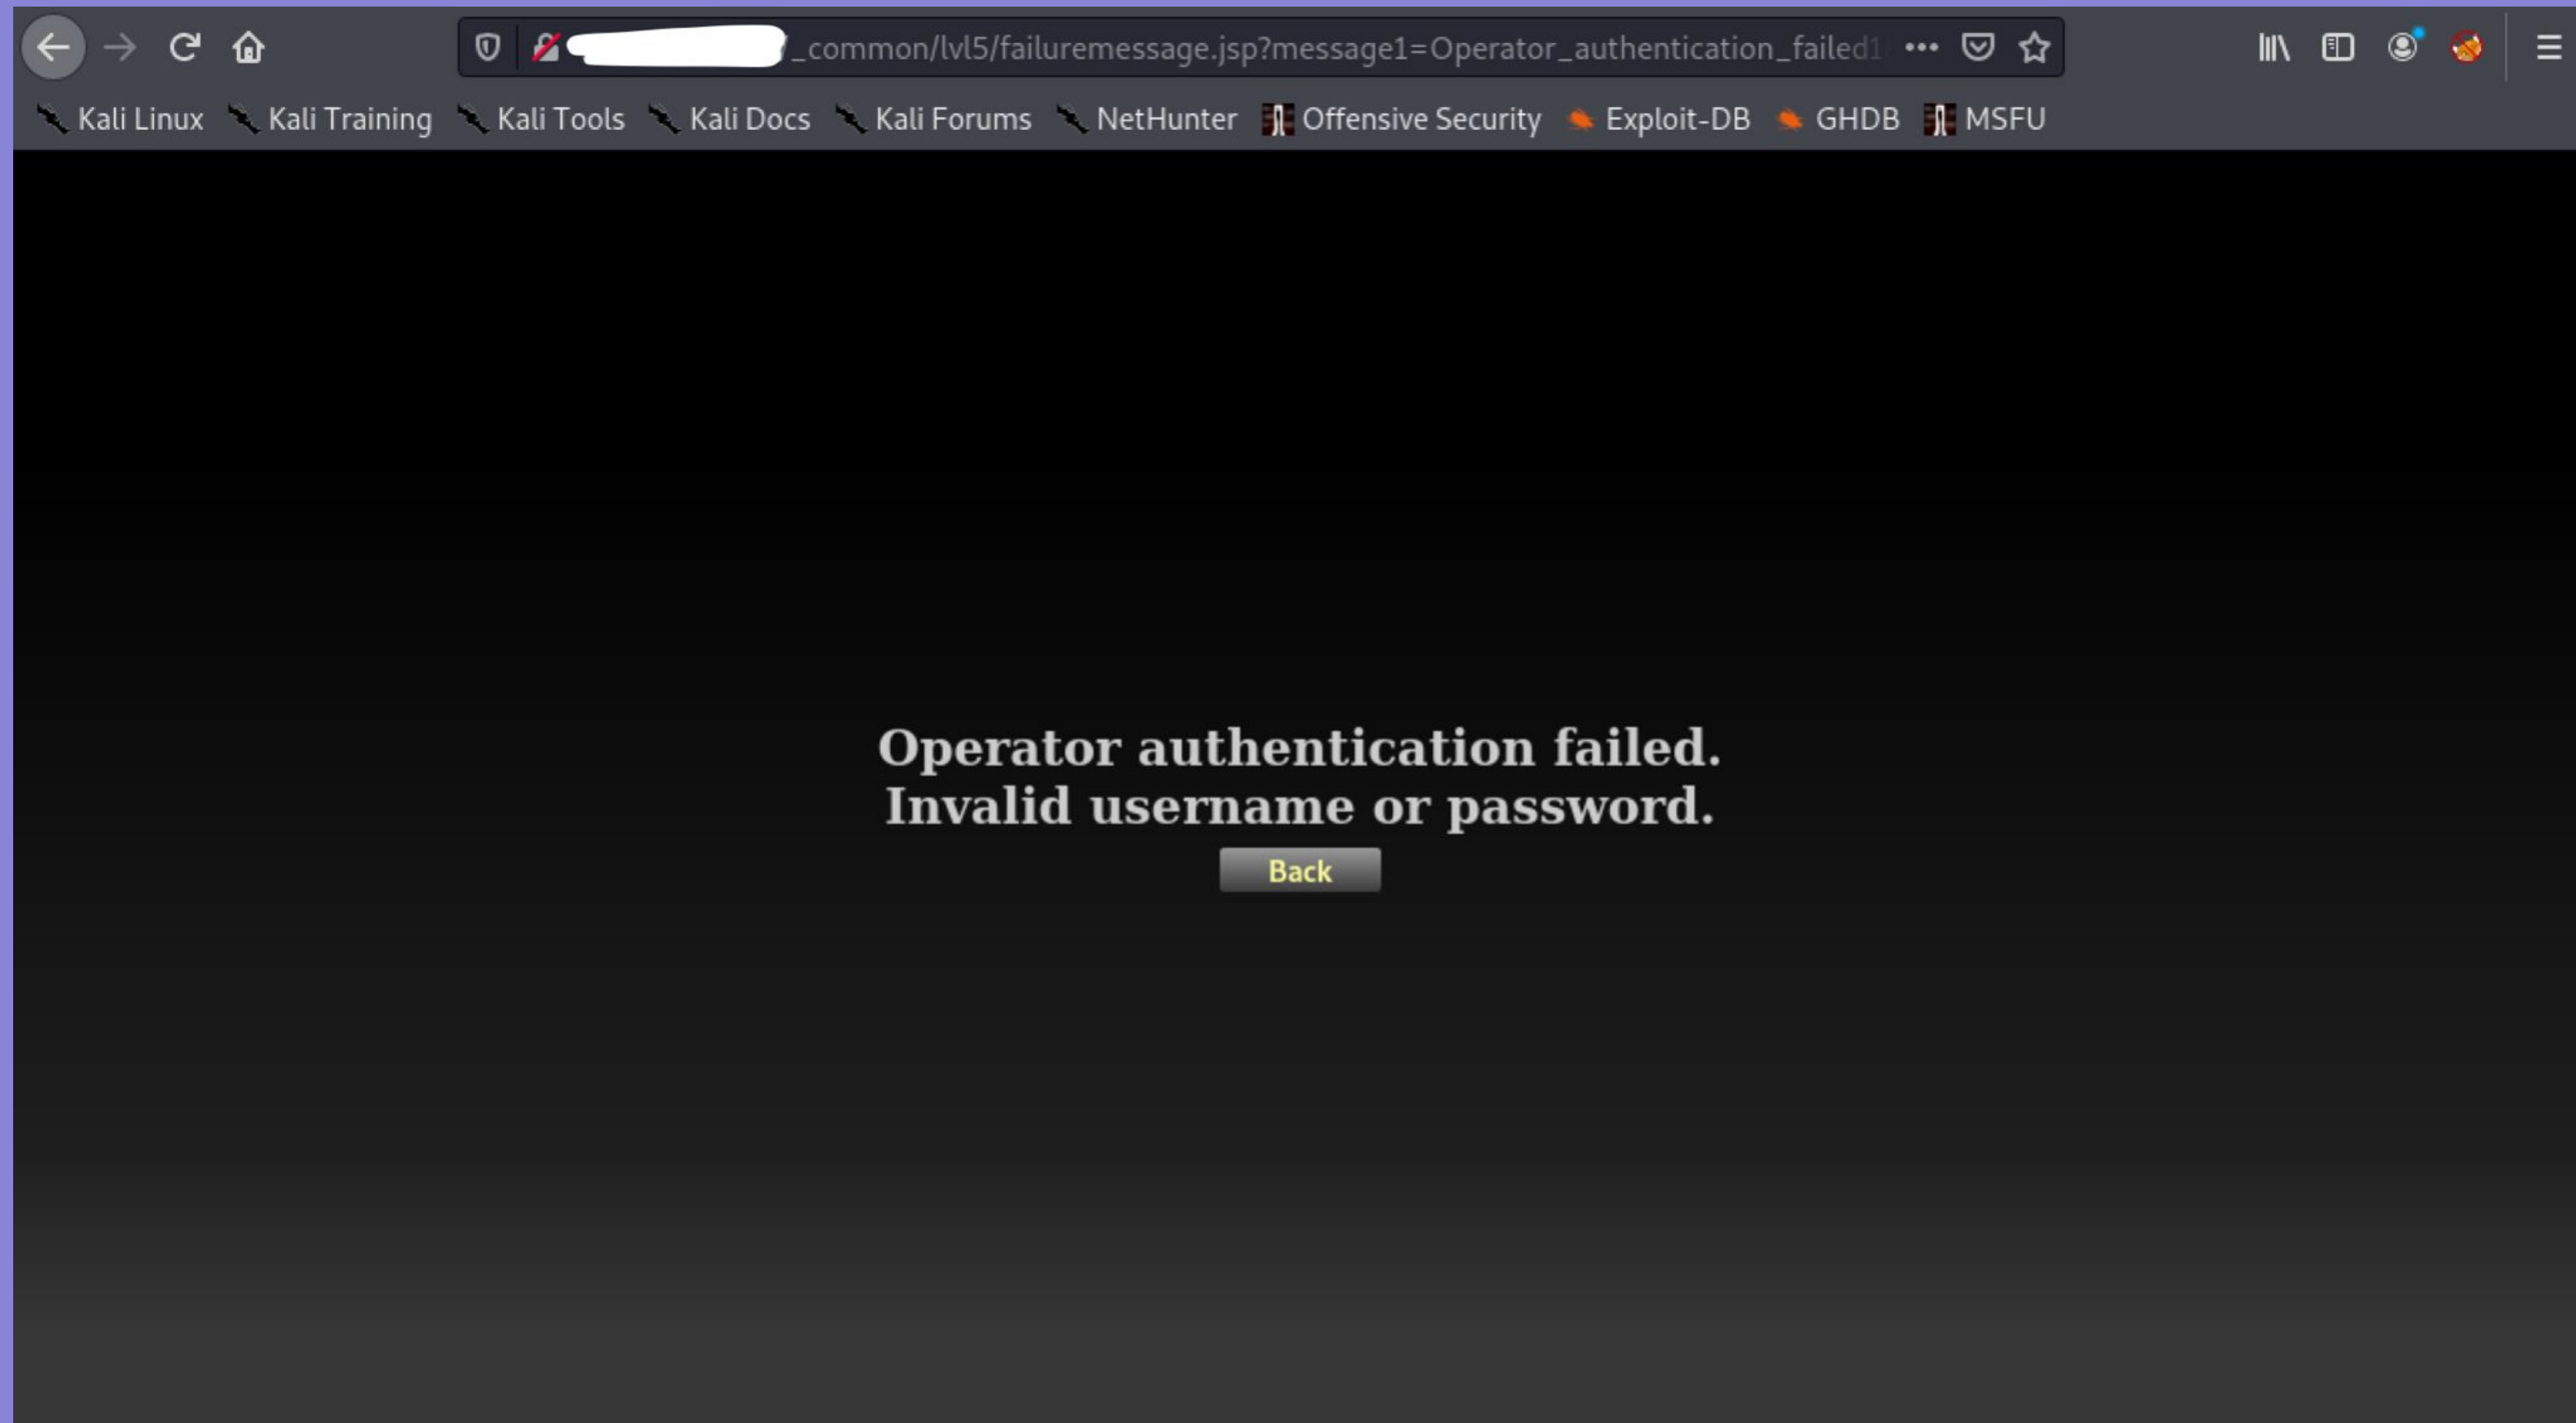 _common/lvl5/failuremessage.jsp?message1=Operator_authentication_failed1
Kali Linux Kali Training Kali Tools Kali Docs Kali Forums NetHunter Offensive Security Exploit-DB GHDB MSFU
Operator authentication failed.
Invalid username or password.
Back